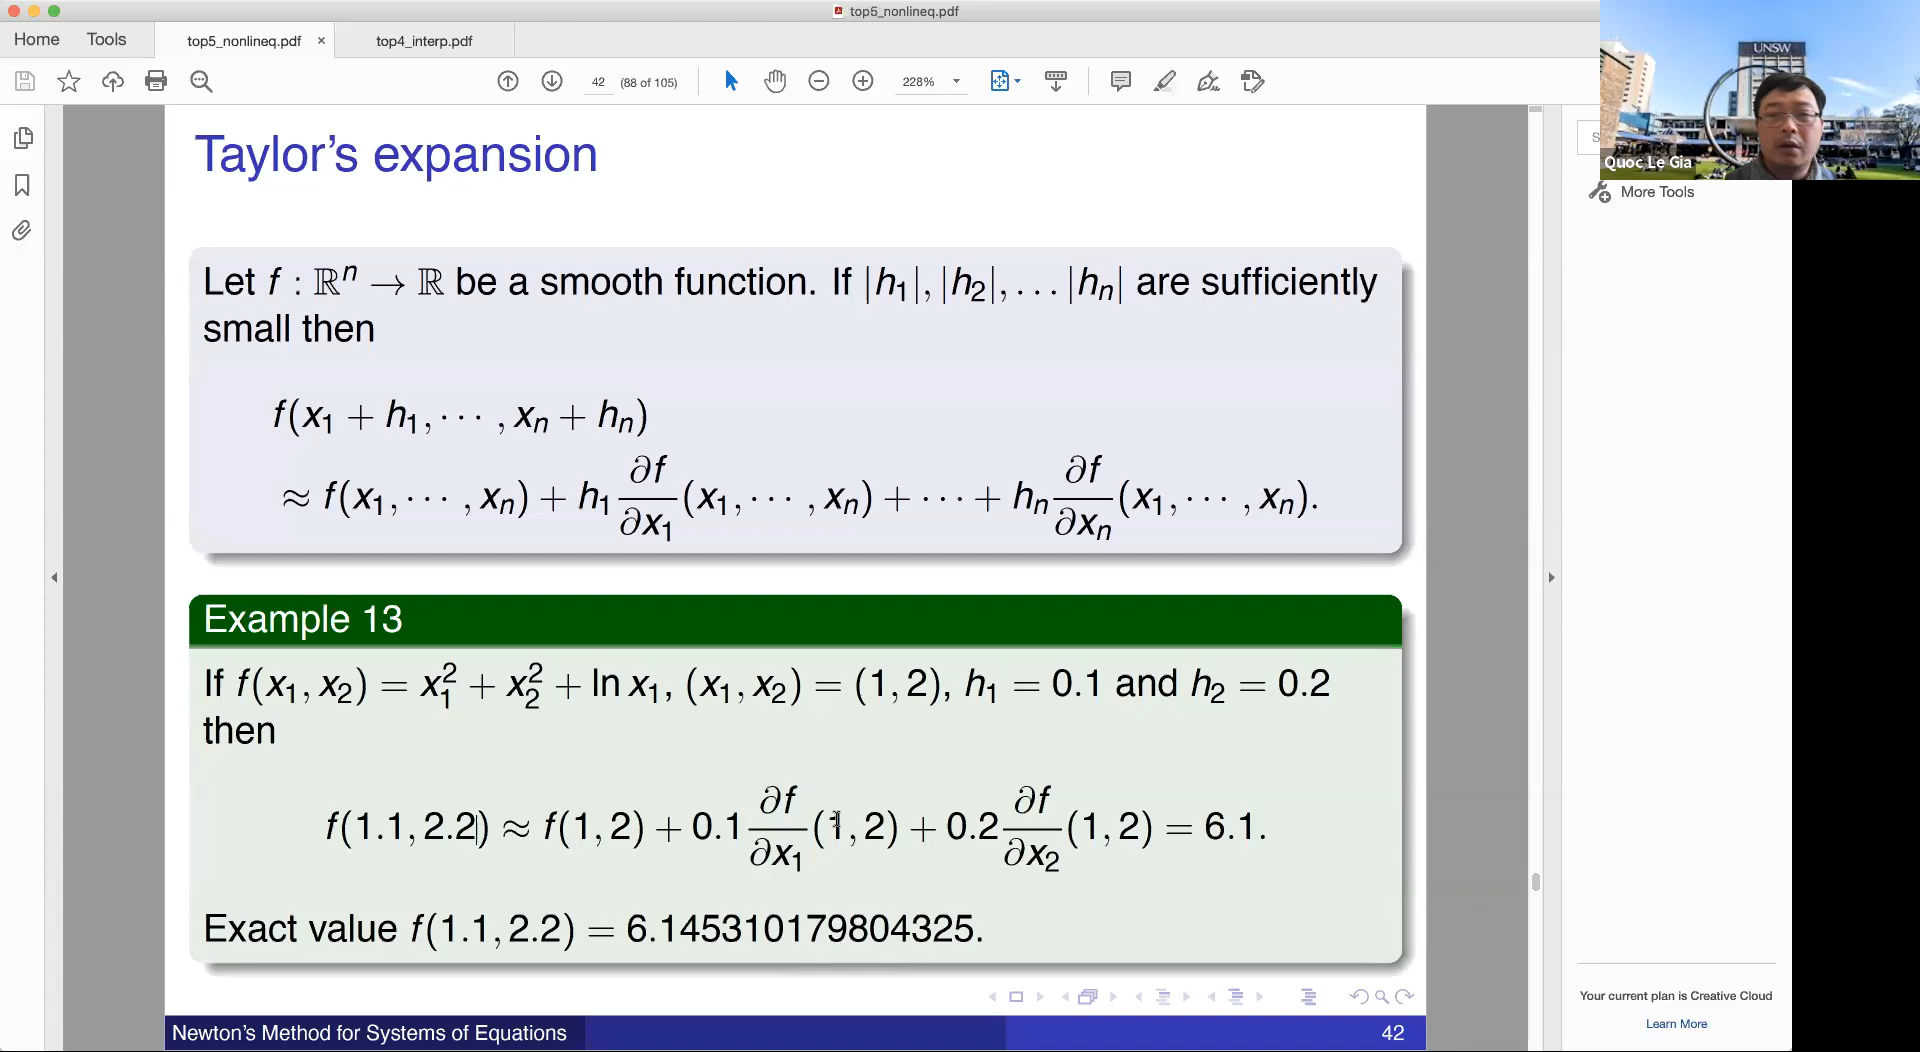 top5_nonlineq.pdf
Home Tools top5_nonlineq.pdf × top4_interp.pdf
42 (88 of 105) 228%
UNSW
Quoc Le Gia
S
More Tools
Taylor's expansion
Let f : ℝⁿ → ℝ be a smooth function. If |h₁|, |h₂|, … |hₙ| are sufficiently
small then
f(x₁ + h₁, ⋯ , xₙ + hₙ)
≈ f(x₁, ⋯ , xₙ) + h₁ ∂f/∂x₁ (x₁, ⋯ , xₙ) + ⋯ + hₙ ∂f/∂xₙ (x₁, ⋯ , xₙ).
Example 13
If f(x₁, x₂) = x₁² + x₂² + ln x₁, (x₁, x₂) = (1, 2), h₁ = 0.1 and h₂ = 0.2
then
f(1.1, 2.2) ≈ f(1, 2) + 0.1 ∂f/∂x₁ (1, 2) + 0.2 ∂f/∂x₂ (1, 2) = 6.1.
Exact value f(1.1, 2.2) = 6.145310179804325.
Newton's Method for Systems of Equations 42
Your current plan is Creative Cloud
Learn More